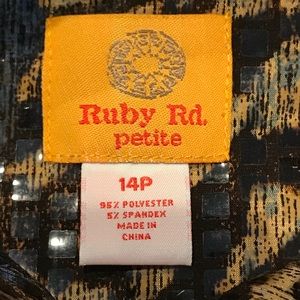 Ruby Rd.
petite
14P
95% POLYESTER
5% SPANDEX
MADE IN
CHINA